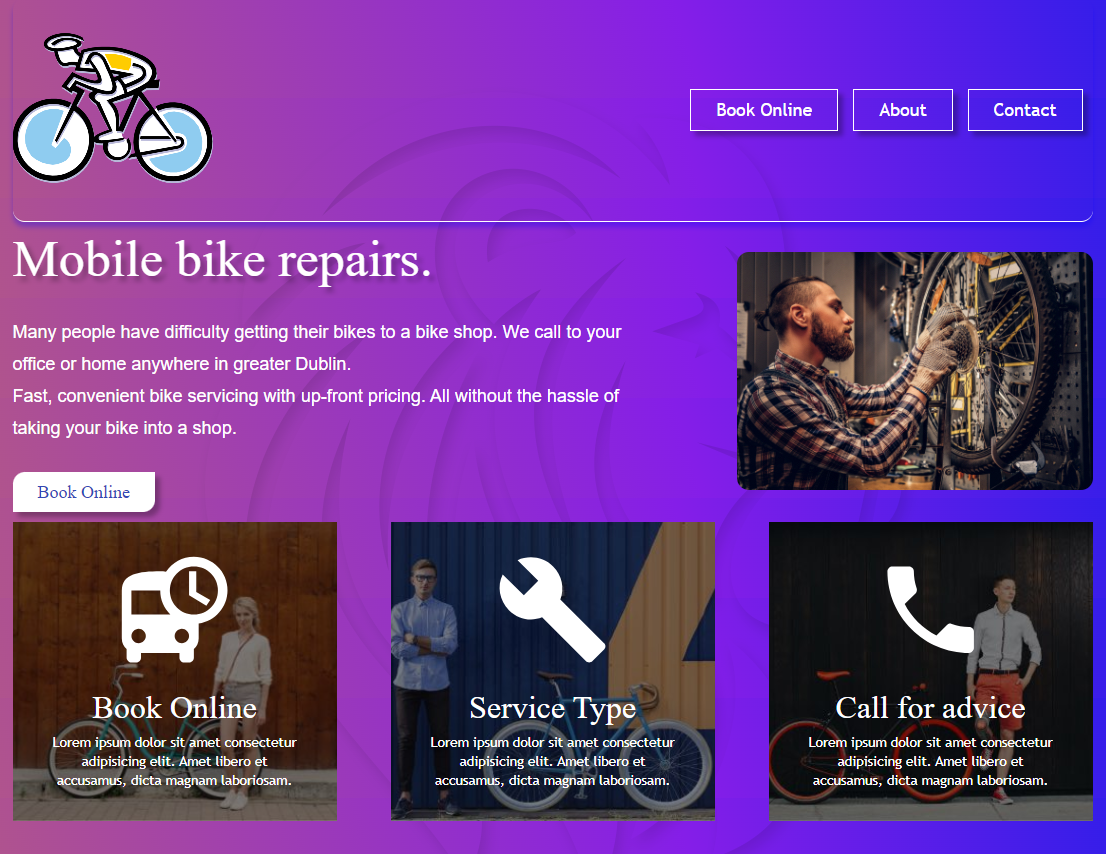 Book Online
About
Contact
Mobile bike repairs.
Many people have difficulty getting their bikes to a bike shop. We call to your
office or home anywhere in greater Dublin.
Fast, convenient bike servicing with up-front pricing. All without the hassle of
taking your bike into a shop.
Book Online
Book Online
Lorem ipsum dolor sit amet consectetur
adipisicing elit. Amet libero et
accusamus, dicta magnam laboriosam.
Service Type
Lorem ipsum dolor sit amet consectetur
adipisicing elit. Amet libero et
accusamus, dicta magnam laboriosam.
Call for advice
Lorem ipsum dolor sit amet consectetur
adipisicing elit. Amet libero et
accusamus, dicta magnam laboriosam.